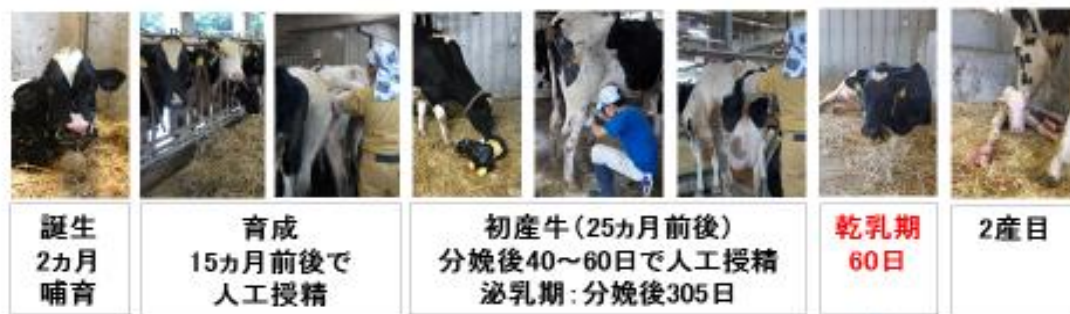 誕生
2ヵ月
哺育
育成
15ヵ月前後で
人工授精
初産牛(25ヵ月前後)
分娩後40～60日で人工授精
泌乳期:分娩後305日
乾乳期
60日
2産目